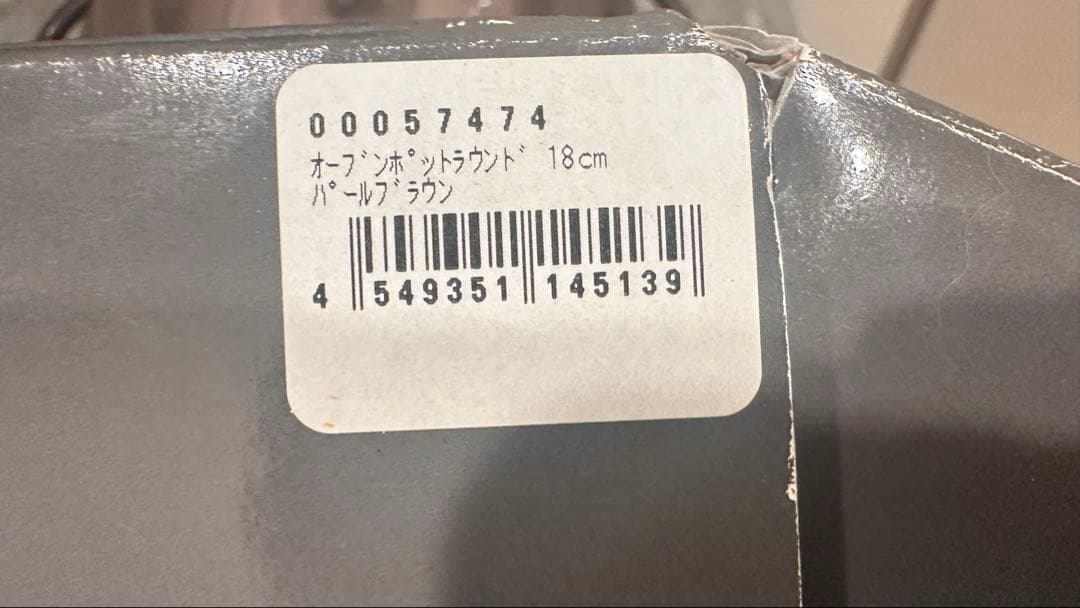 00057474
ｵｰﾌﾞﾝﾎﾟｯﾄﾗｳﾝﾄﾞ 18cm
ﾊﾟｰﾙﾌﾞﾗｳﾝ
4 549351 145139